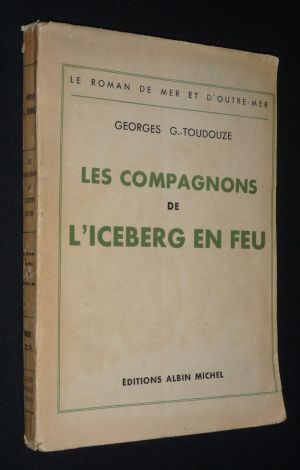 LE ROMAN DE MER ET D'OUTRE-MER
GEORGES G.-TOUDOUZE
LES COMPAGNONS
DE
L'ICEBERG EN FEU
ÉDITIONS ALBIN MICHEL